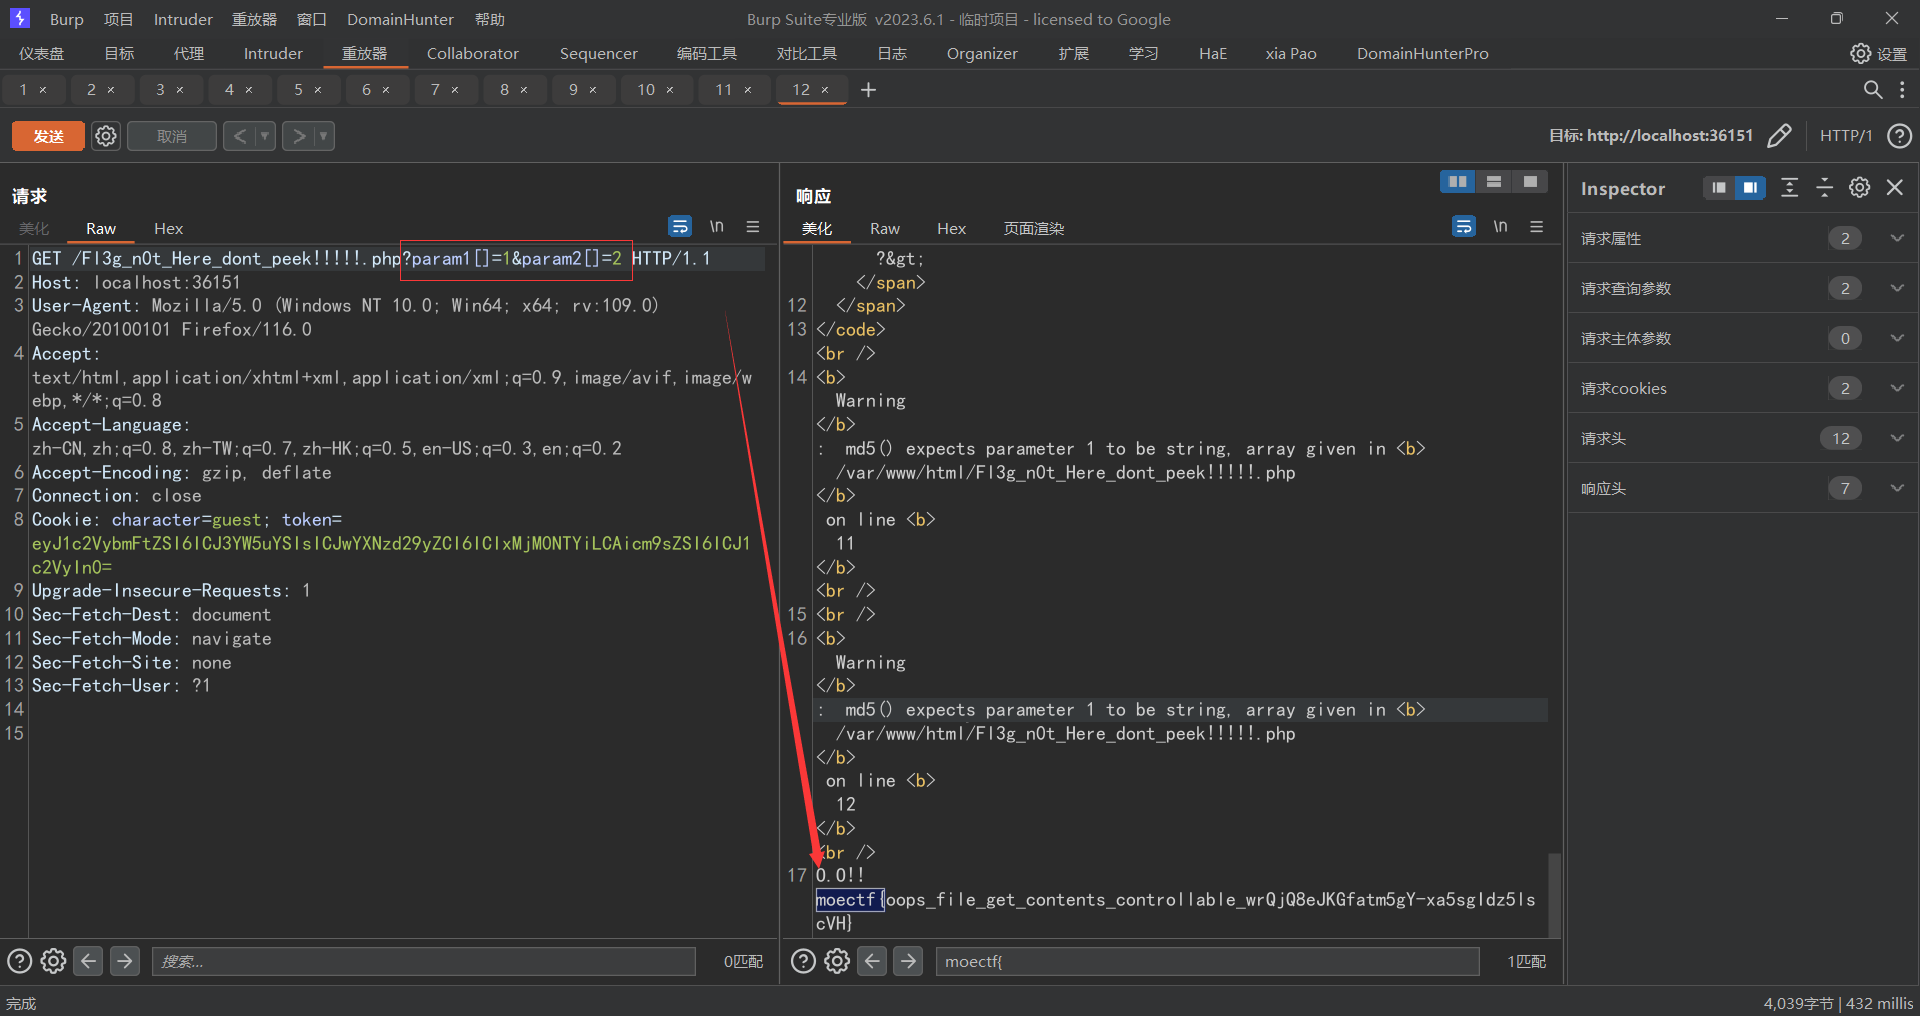 Burp 项目 Intruder 重放器 窗口 DomainHunter 帮助
Burp Suite专业版 v2023.6.1 - 临时项目 - licensed to Google
仪表盘 目标 代理 Intruder 重放器 Collaborator Sequencer 编码工具 对比工具 日志 Organizer 扩展 学习 HaE xia Pao DomainHunterPro 设置
1 × 2 × 3 × 4 × 5 × 6 × 7 × 8 × 9 × 10 × 11 × 12 × +
发送 取消 < >
目标: http://localhost:36151 HTTP/1
请求
美化 Raw Hex \n
1 GET /Fl3g_n0t_Here_dont_peek!!!!!.php?param1[]=1&param2[]=2 HTTP/1.1
2 Host: localhost:36151
3 User-Agent: Mozilla/5.0 (Windows NT 10.0; Win64; x64; rv:109.0)
Gecko/20100101 Firefox/116.0
4 Accept:
text/html,application/xhtml+xml,application/xml;q=0.9,image/avif,image/w
ebp,*/*;q=0.8
5 Accept-Language:
zh-CN,zh;q=0.8,zh-TW;q=0.7,zh-HK;q=0.5,en-US;q=0.3,en;q=0.2
6 Accept-Encoding: gzip, deflate
7 Connection: close
8 Cookie: character=guest; token=
eyJ1c2VybmFtZSI6ICJ3YW5uYSIsICJwYXNzd29yZCI6ICIxMjM0NTYiLCAicm9sZSI6ICJ1
c2VyIn0=
9 Upgrade-Insecure-Requests: 1
10 Sec-Fetch-Dest: document
11 Sec-Fetch-Mode: navigate
12 Sec-Fetch-Site: none
13 Sec-Fetch-User: ?1
14
15
搜索...
0匹配
响应
美化 Raw Hex 页面渲染 \n
?&gt;
</span>
12 </span>
13 </code>
<br />
14 <b>
Warning
</b>
: md5() expects parameter 1 to be string, array given in <b>
/var/www/html/Fl3g_n0t_Here_dont_peek!!!!!.php
</b>
on line <b>
11
</b>
<br />
15 <br />
16 <b>
Warning
</b>
: md5() expects parameter 1 to be string, array given in <b>
/var/www/html/Fl3g_n0t_Here_dont_peek!!!!!.php
</b>
on line <b>
12
</b>
<br />
17 0.0!!
moectf{oops_file_get_contents_controllable_wrQjQ8eJKGfatm5gY-xa5sgIdz5Is
cVH}
moectf{
1匹配
Inspector
请求属性 2
请求查询参数 2
请求主体参数 0
请求cookies 2
请求头 12
响应头 7
完成
4,039字节 | 432 millis